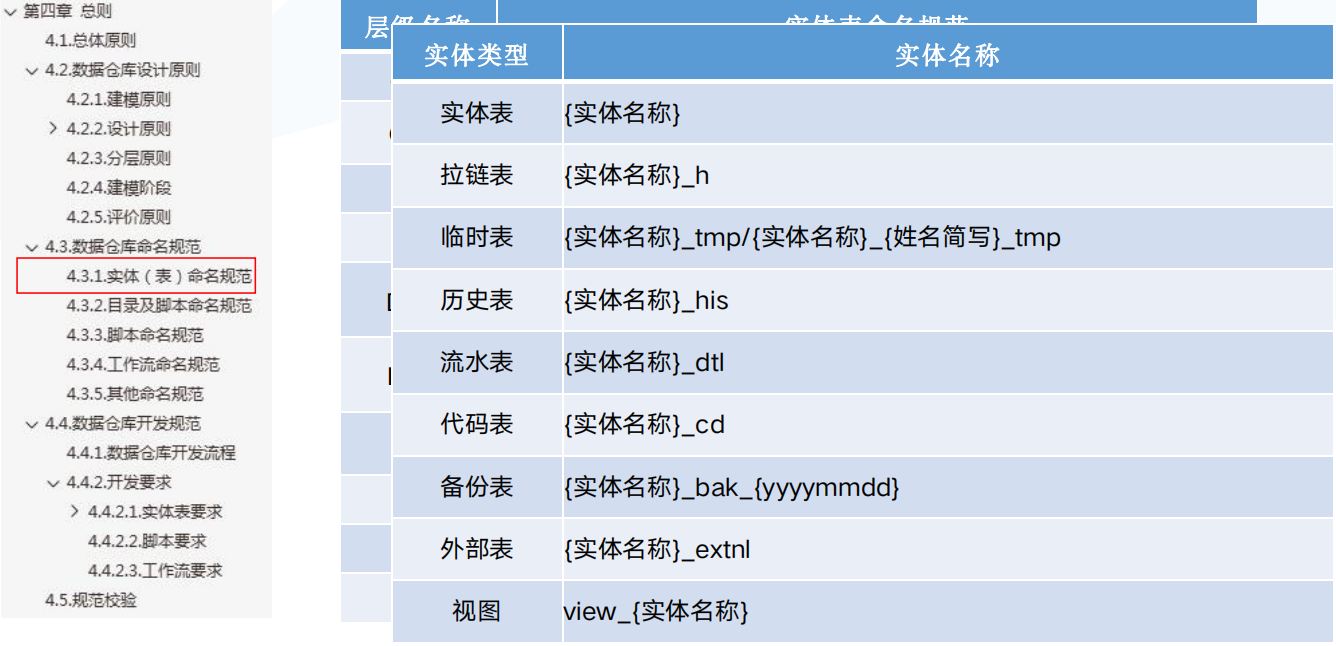 第四章 总则
4.1.总体原则
4.2.数据仓库设计原则
4.2.1.建模原则
4.2.2.设计原则
4.2.3.分层原则
4.2.4.建模阶段
4.2.5.评价原则
4.3.数据仓库命名规范
4.3.1.实体（表）命名规范
4.3.2.目录及脚本命名规范
4.3.3.脚本命名规范
4.3.4.工作流命名规范
4.3.5.其他命名规范
4.4.数据仓库开发规范
4.4.1.数据仓库开发流程
4.4.2.开发要求
4.4.2.1.实体表要求
4.4.2.2.脚本要求
4.4.2.3.工作流要求
4.5.规范校验
层级名称 实体表命名规范
实体类型 实体名称
实体表 {实体名称}
拉链表 {实体名称}_h
临时表 {实体名称}_tmp/{实体名称}_{姓名简写}_tmp
历史表 {实体名称}_his
流水表 {实体名称}_dtl
代码表 {实体名称}_cd
备份表 {实体名称}_bak_{yyyymmdd}
外部表 {实体名称}_extnl
视图 view_{实体名称}